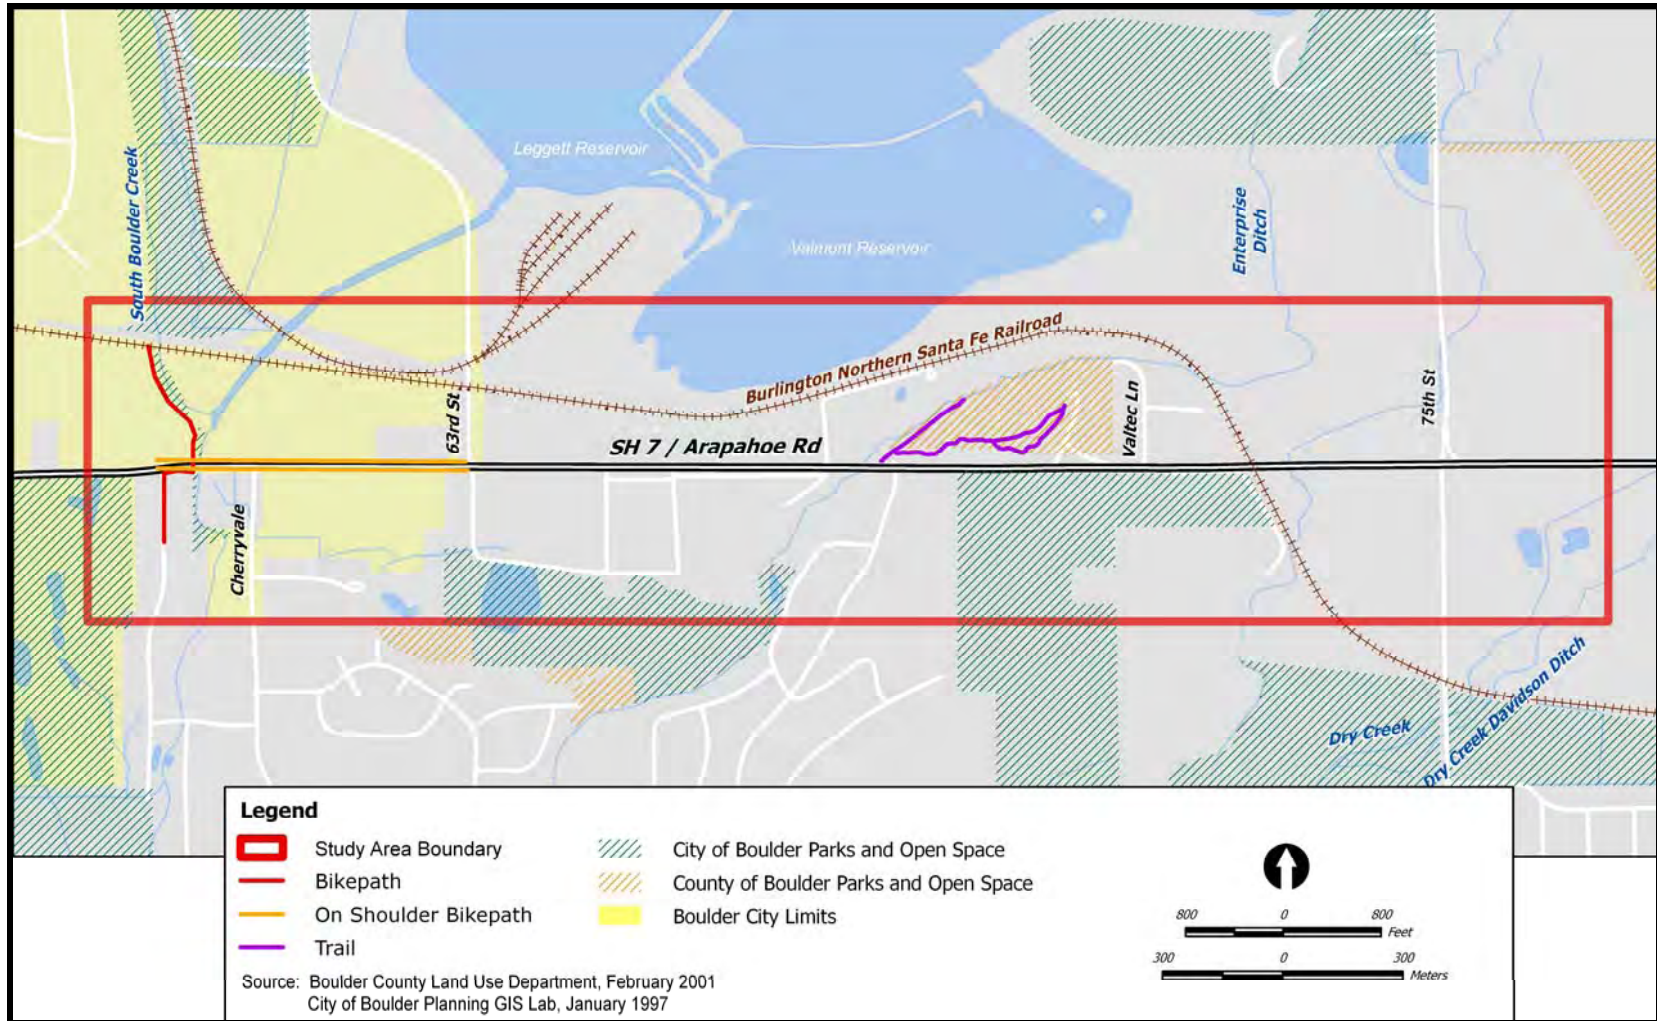 South Boulder Creek
Leggett Reservoir
Valmont Reservoir
Enterprise
Ditch
Burlington Northern Santa Fe Railroad
63rd St
SH 7 / Arapahoe Rd
Valtec Ln
75th St
Cherryvale
Dry Creek
Dry Creek Davidson Ditch
Legend
Study Area Boundary
Bikepath
On Shoulder Bikepath
Trail
City of Boulder Parks and Open Space
County of Boulder Parks and Open Space
Boulder City Limits
800 0 800
Feet
300 0 300
Meters
Source: Boulder County Land Use Department, February 2001
City of Boulder Planning GIS Lab, January 1997